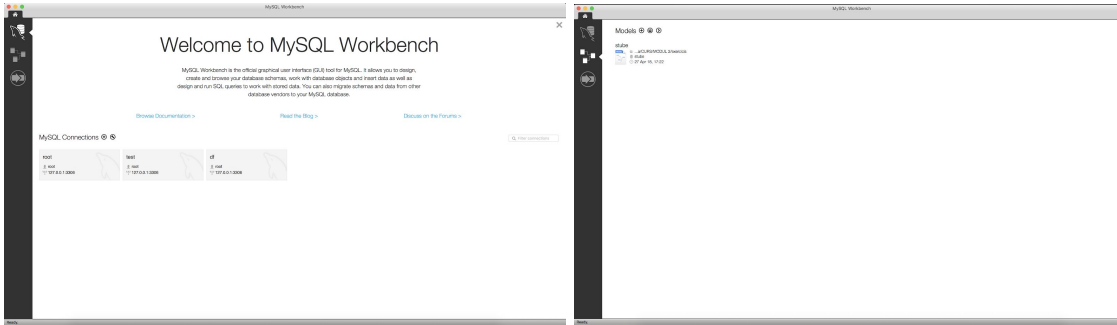 MySQL Workbench
Welcome to MySQL Workbench
MySQL Workbench is the official graphical user interface (GUI) tool for MySQL. It allows you to design,
create and browse your database schemas, work with database objects and insert data as well as
design and run SQL queries to work with stored data. You can also migrate schemas and data from other
database vendors to your MySQL database.
Browse Documentation >
Read the Blog >
Discuss on the Forums >
MySQL Connections
Filter connections
root
root
127.0.0.1:3306
test
root
127.0.0.1:3306
root
127.0.0.1:3306
Ready
MySQL Workbench
Models
27 Apr 16, 17:22
Ready